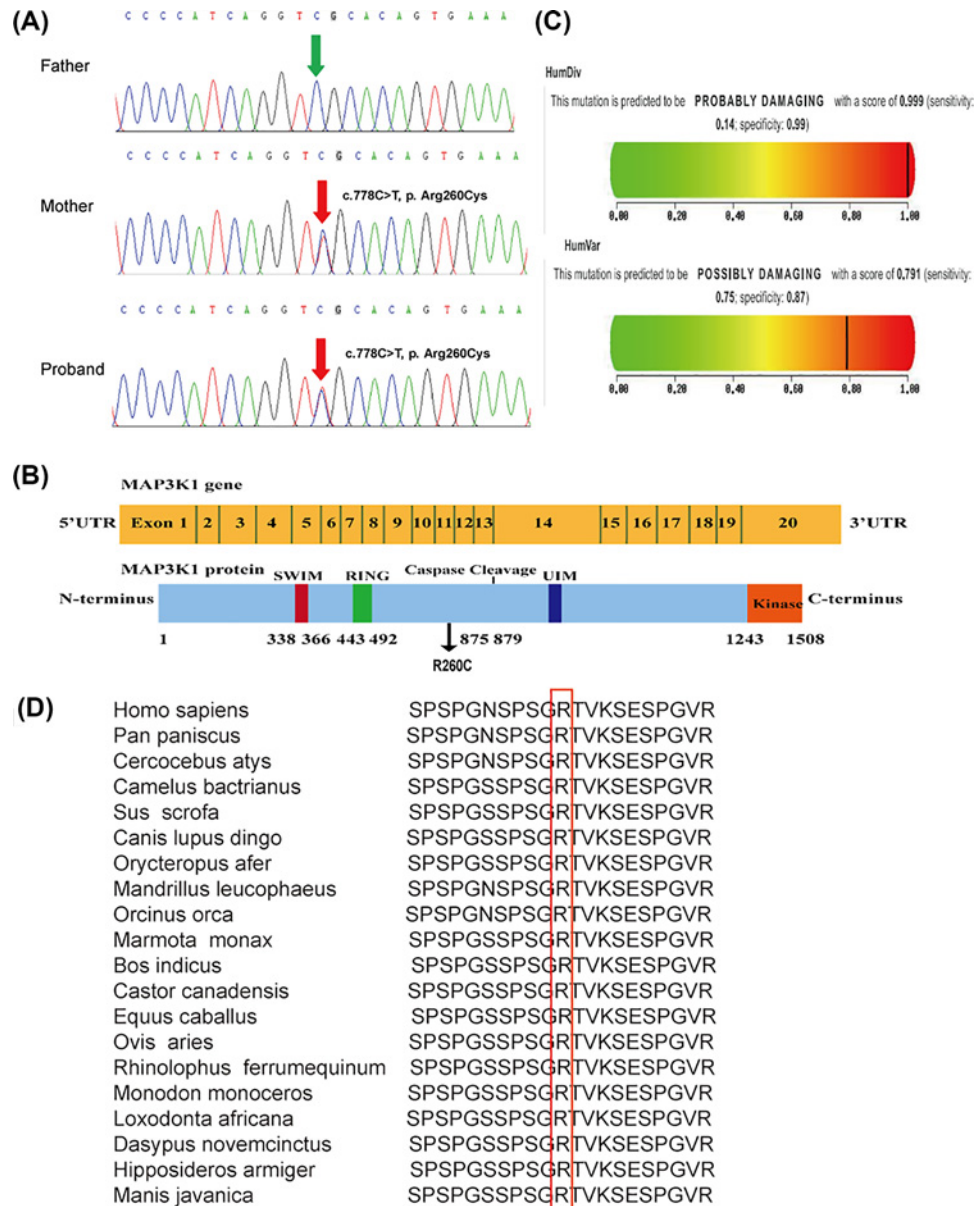 (A)
C C C C A T C A G G T C G C A C A G T G A A A
Father
C C C C A T C A G G T C G C A C A G T G A A A
c.778C>T, p. Arg260Cys
Mother
C C C C A T C A G G T C G C A C A G T G A A A
c.778C>T, p. Arg260Cys
Proband
(C)
HumDiv
This mutation is predicted to be PROBABLY DAMAGING with a score of 0.999 (sensitivity:
0.14; specificity: 0.99)
0.00 0.20 0.40 0.60 0.80 1.00
HumVar
This mutation is predicted to be POSSIBLY DAMAGING with a score of 0.791 (sensitivity:
0.75; specificity: 0.87)
0.00 0.20 0.40 0.60 0.80 1.00
(B)
MAP3K1 gene
5'UTR Exon 1 2 3 4 5 6 7 8 9 10 11 12 13 14 15 16 17 18 19 20 3'UTR
MAP3K1 protein SWIM RING Caspase Cleavage UIM
N-terminus Kinase C-terminus
1 338 366 443 492 875 879 1243 1508
R260C
(D)
Homo sapiens SPSPGNSPSGRTVKSESPGVR
Pan paniscus SPSPGNSPSGRTVKSESPGVR
Cercocebus atys SPSPGNSPSGRTVKSESPGVR
Camelus bactrianus SPSPGSSPSGRTVKSESPGVR
Sus scrofa SPSPGSSPSGRTVKSESPGVR
Canis lupus dingo SPSPGSSPSGRTVKSESPGVR
Orycteropus afer SPSPGSSPSGRTVKSESPGVR
Mandrillus leucophaeus SPSPGNSPSGRTVKSESPGVR
Orcinus orca SPSPGNSPSGRTVKSESPGVR
Marmota monax SPSPGSSPSGRTVKSESPGVR
Bos indicus SPSPGSSPSGRTVKSESPGVR
Castor canadensis SPSPGSSPSGRTVKSESPGVR
Equus caballus SPSPGSSPSGRTVKSESPGVR
Ovis aries SPSPGSSPSGRTVKSESPGVR
Rhinolophus ferrumequinum SPSPGSSPSGRTVKSESPGVR
Monodon monoceros SPSPGSSPSGRTVKSESPGVR
Loxodonta africana SPSPGSSPSGRTVKSESPGVR
Dasypus novemcinctus SPSPGSSPSGRTVKSESPGVR
Hipposideros armiger SPSPGSSPSGRTVKSESPGVR
Manis javanica SPSPGSSPSGRTVKSESPGVR